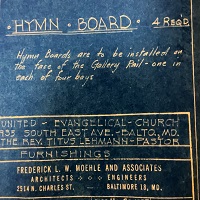 ·HYMN · BOARD· 4 REQD.
Hymn Boards are to be installed on
the face of the Gallery Rail - one in
each of four bays
UNITED - EVANGELICAL - CHURCH
935 SOUTH EAST AVE. - BALTO., MD.
THE REV. TITUS LEHMANN - PASTOR
FURNISHINGS
FREDERICK L. W. MOEHLE AND ASSOCIATES
ARCHITECTS ENGINEERS
2514 N. CHARLES ST. — BALTIMORE 18, MD.